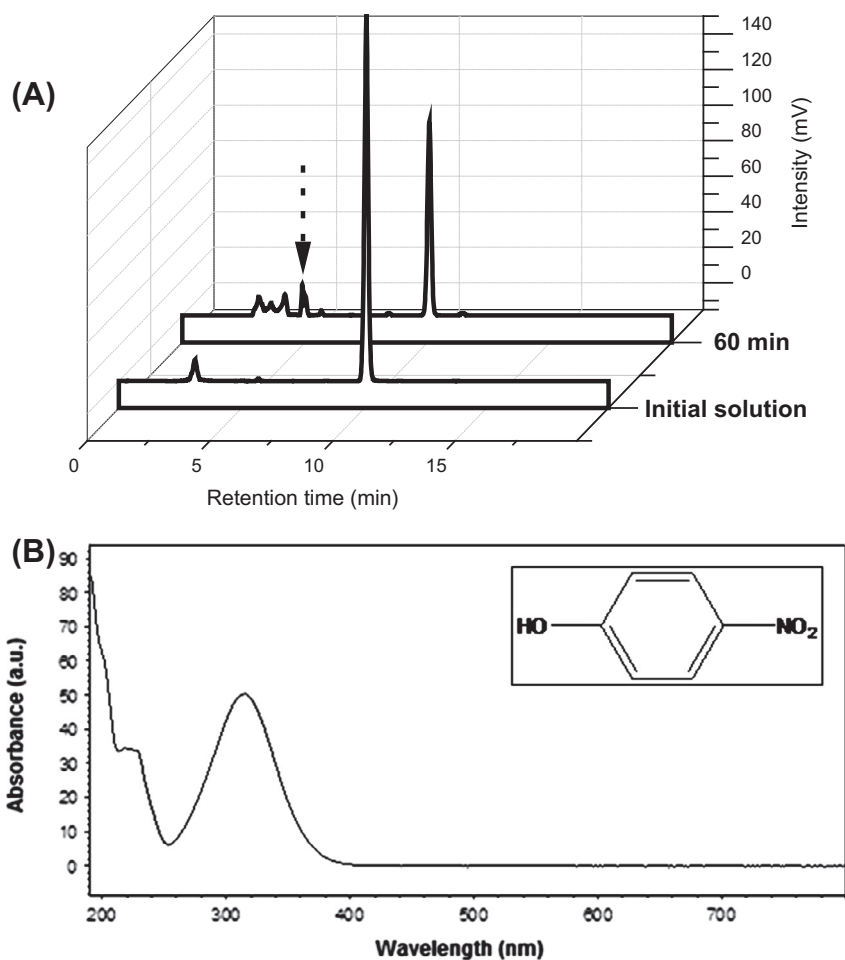 (A)
140
120
100
80
60
40
20
0
Intensity (mV)
60 min
Initial solution
0 5 10 15
Retention time (min)
(B)
90
80
70
60
50
40
30
20
10
0
Absorbance (a.u.)
HO NO₂
200 300 400 500 600 700
Wavelength (nm)